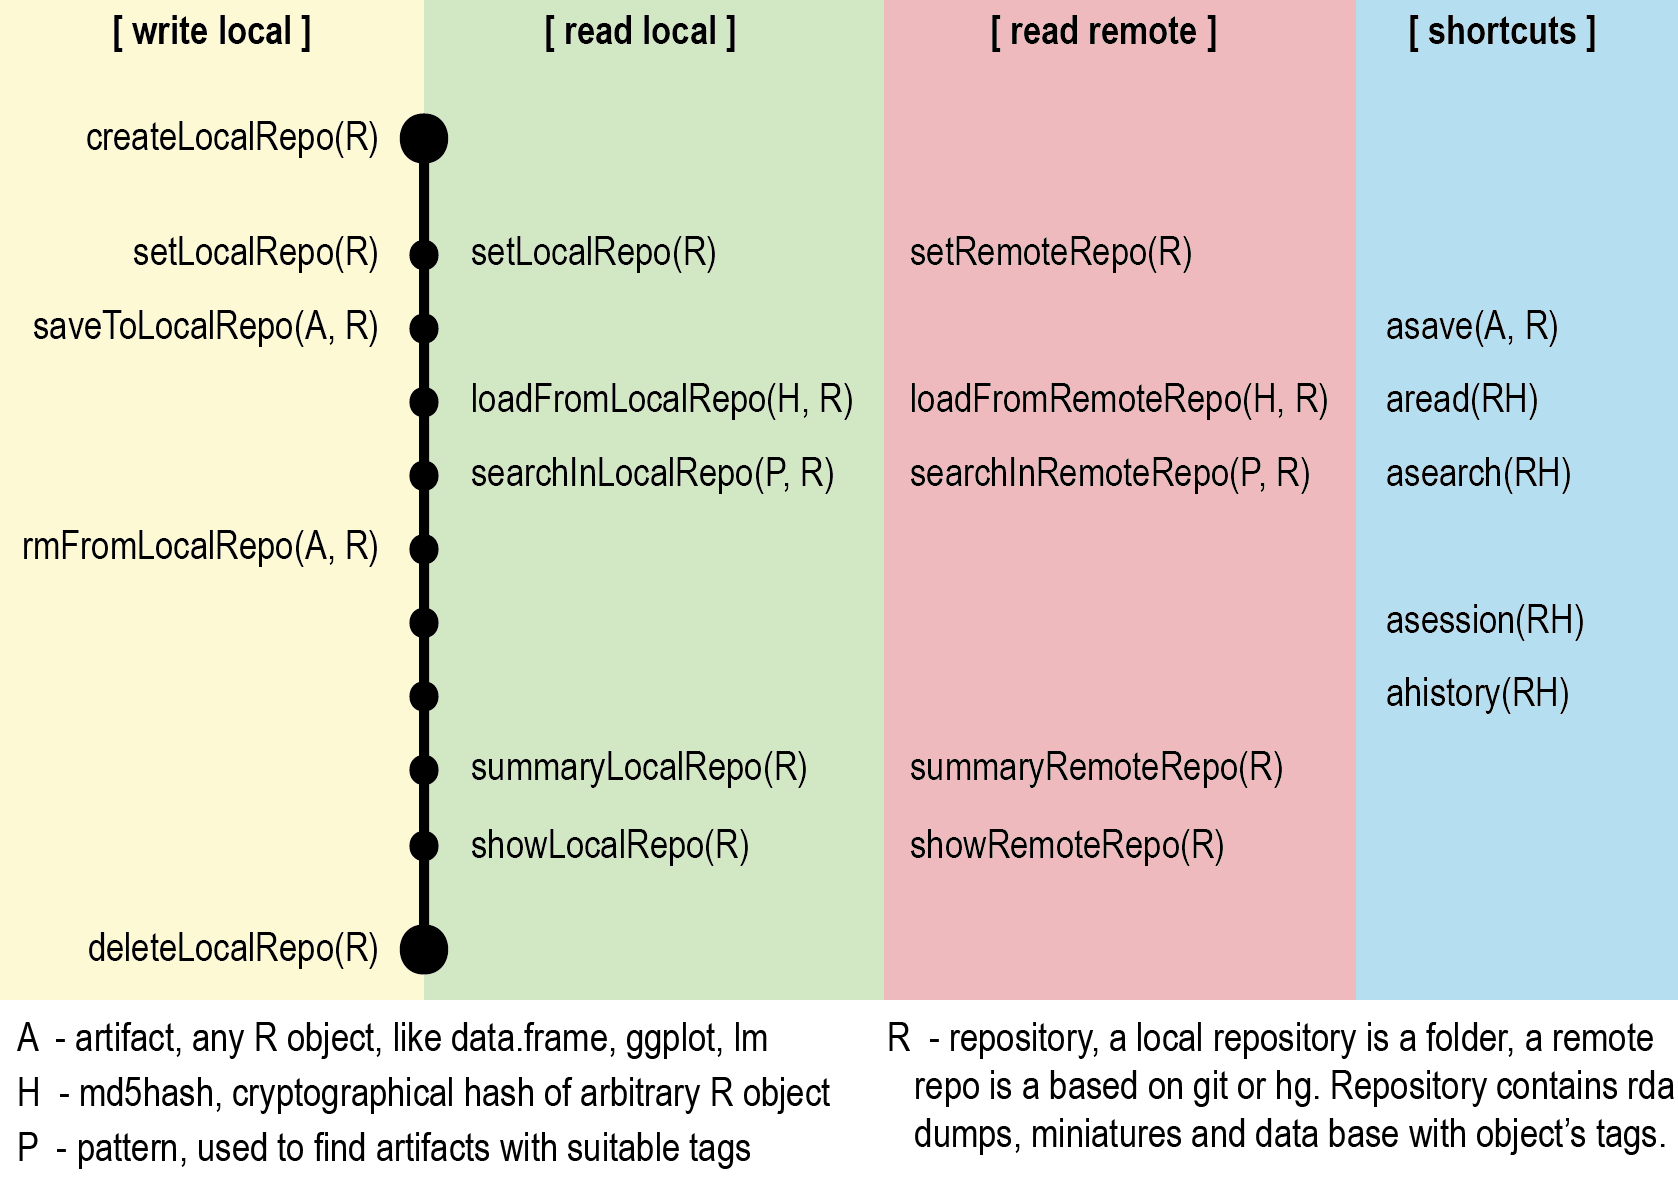 [ write local ] [ read local ] [ read remote ] [ shortcuts ]
createLocalRepo(R)
setLocalRepo(R) setLocalRepo(R) setRemoteRepo(R)
saveToLocalRepo(A, R) asave(A, R)
loadFromLocalRepo(H, R) loadFromRemoteRepo(H, R) aread(RH)
searchInLocalRepo(P, R) searchInRemoteRepo(P, R) asearch(RH)
rmFromLocalRepo(A, R)
asession(RH)
ahistory(RH)
summaryLocalRepo(R) summaryRemoteRepo(R)
showLocalRepo(R) showRemoteRepo(R)
deleteLocalRepo(R)
A - artifact, any R object, like data.frame, ggplot, lm
H - md5hash, cryptographical hash of arbitrary R object
P - pattern, used to find artifacts with suitable tags
R - repository, a local repository is a folder, a remote
repo is a based on git or hg. Repository contains rda
dumps, miniatures and data base with object's tags.